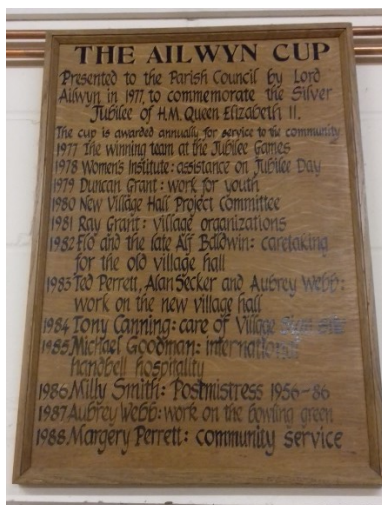 THE AILWYN CUP
Presented to the Parish Council by Lord
Ailwyn in 1977, to commemorate the Silver
Jubilee of H.M. Queen Elizabeth II.
The cup is awarded annually for service to the community
1977 The winning team at the Jubilee Games
1978 Women's Institute: assistance on Jubilee Day
1979 Duncan Grant: work for youth
1980 New Village Hall Project Committee
1981 Ray Grant: village organizations
1982 Flo and the late Alf Baldwin: caretaking
for the old village hall
1983 Ted Perrett, Alan Secker and Aubrey Webb:
work on the new village hall
1984 Tony Canning: care of Village
1985 Michael Goodman: international
handbell hospitality
1986 Milly Smith: Postmistress 1956-86
1987 Aubrey Webb: work on the bowling green
1988 Margery Perrett: community service